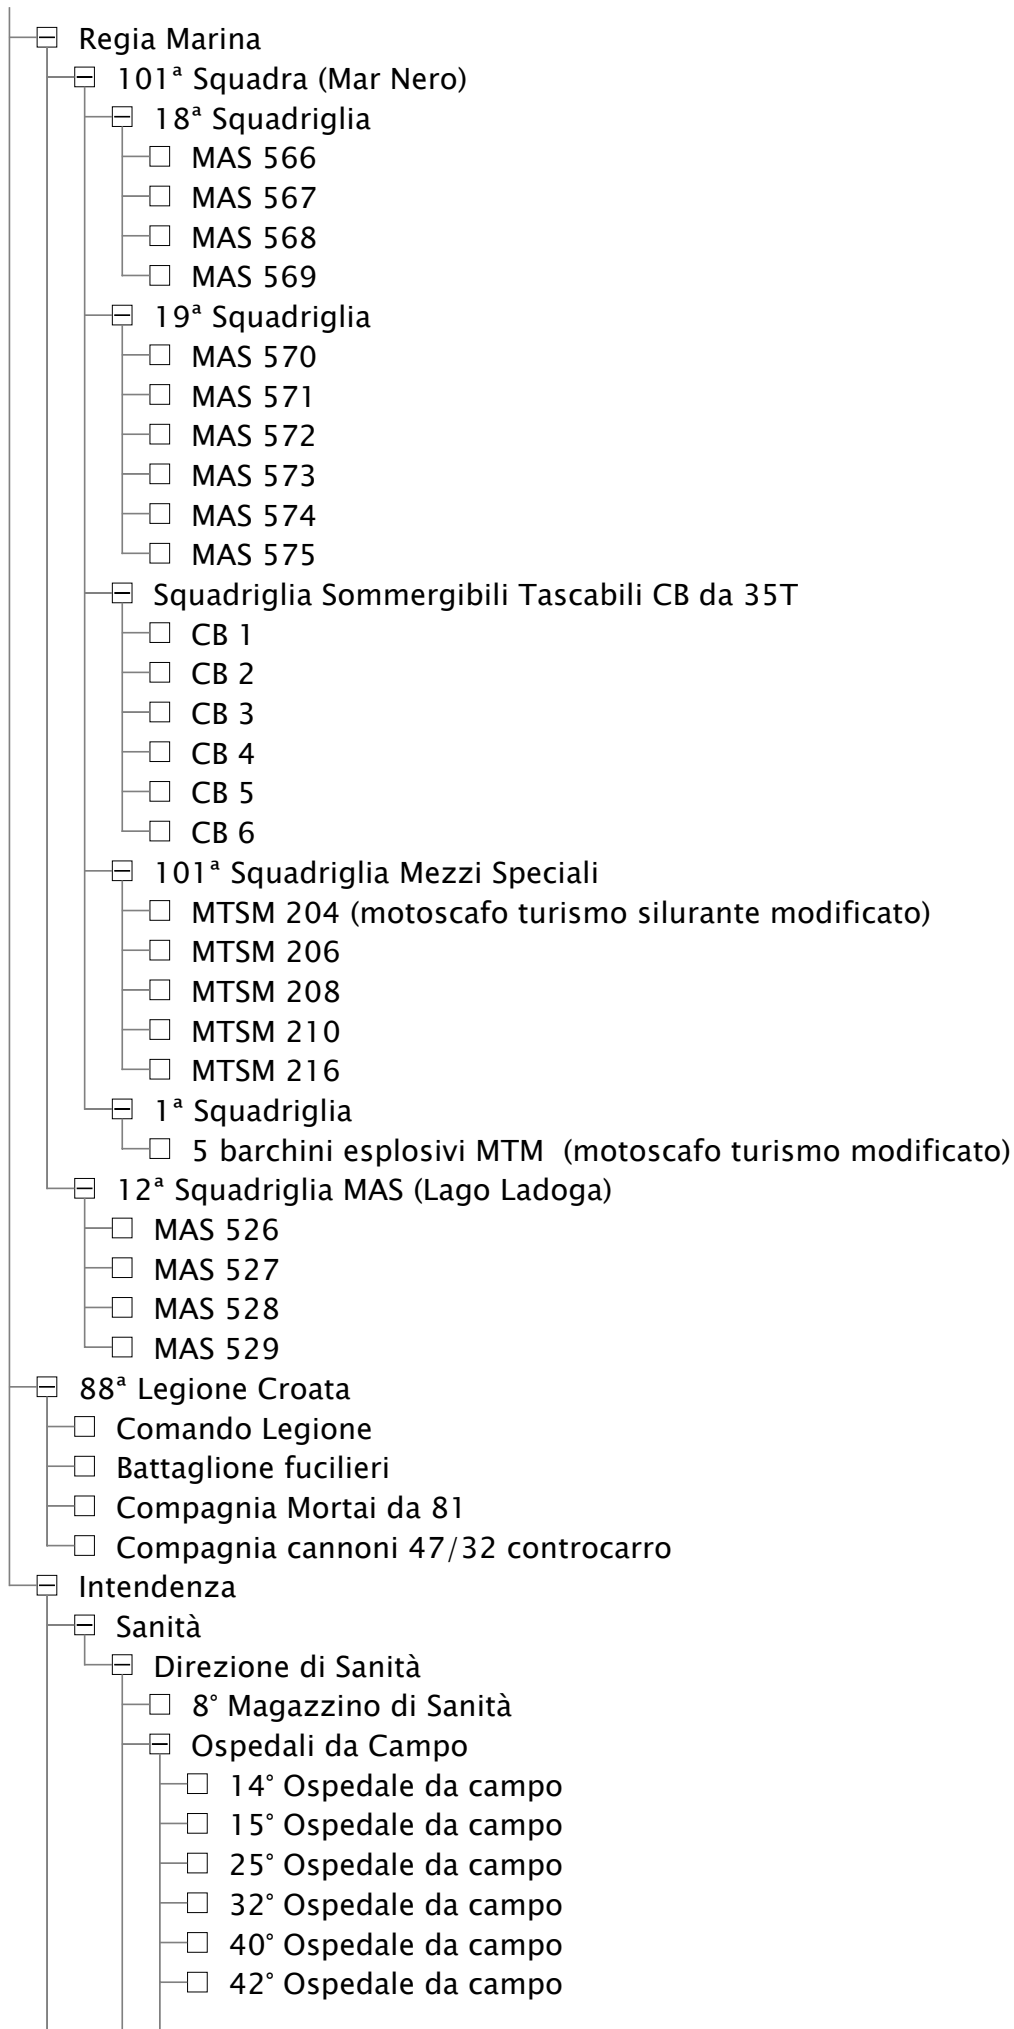 Regia Marina
101ª Squadra (Mar Nero)
18ª Squadriglia
MAS 566
MAS 567
MAS 568
MAS 569
19ª Squadriglia
MAS 570
MAS 571
MAS 572
MAS 573
MAS 574
MAS 575
Squadriglia Sommergibili Tascabili CB da 35T
CB 1
CB 2
CB 3
CB 4
CB 5
CB 6
101ª Squadriglia Mezzi Speciali
MTSM 204 (motoscafo turismo silurante modificato)
MTSM 206
MTSM 208
MTSM 210
MTSM 216
1ª Squadriglia
5 barchini esplosivi MTM (motoscafo turismo modificato)
12ª Squadriglia MAS (Lago Ladoga)
MAS 526
MAS 527
MAS 528
MAS 529
88ª Legione Croata
Comando Legione
Battaglione fucilieri
Compagnia Mortai da 81
Compagnia cannoni 47/32 controcarro
Intendenza
Sanità
Direzione di Sanità
8° Magazzino di Sanità
Ospedali da Campo
14° Ospedale da campo
15° Ospedale da campo
25° Ospedale da campo
32° Ospedale da campo
40° Ospedale da campo
42° Ospedale da campo